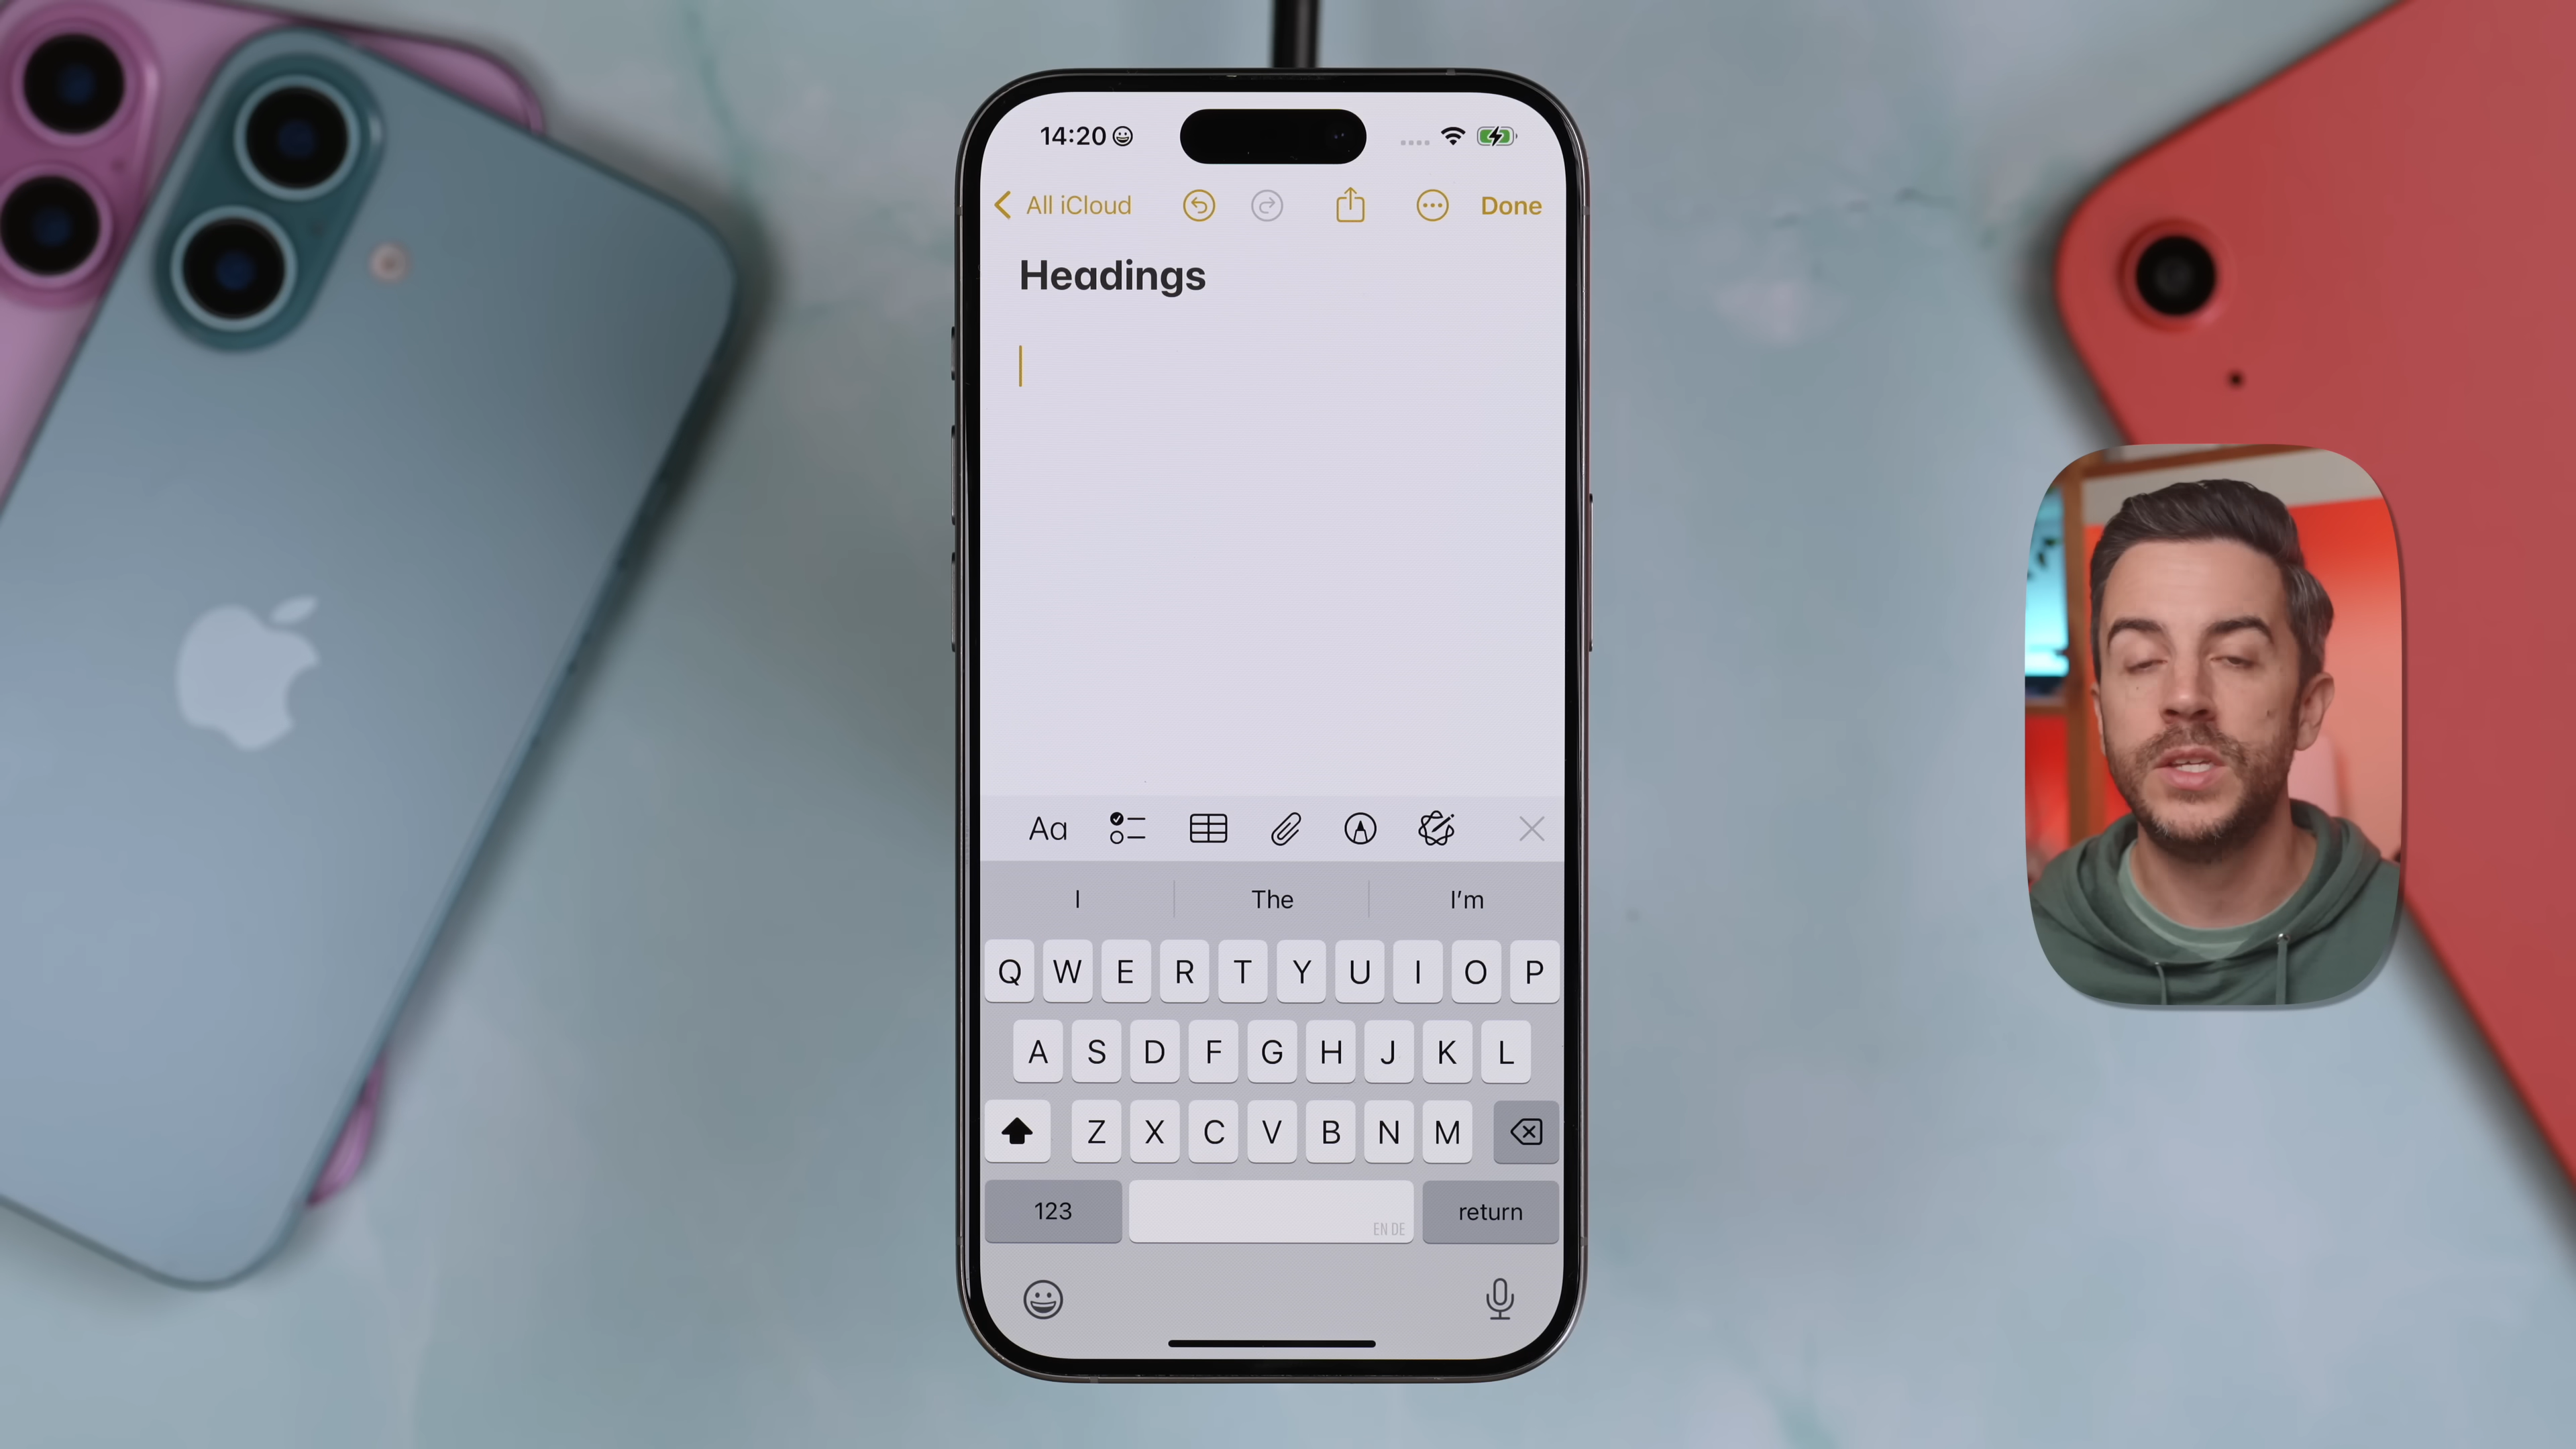 14:20
All iCloud Done
Headings
Aa
I The I'm
Q W E R T Y U I O P
A S D F G H J K L
Z X C V B N M
123 EN DE return